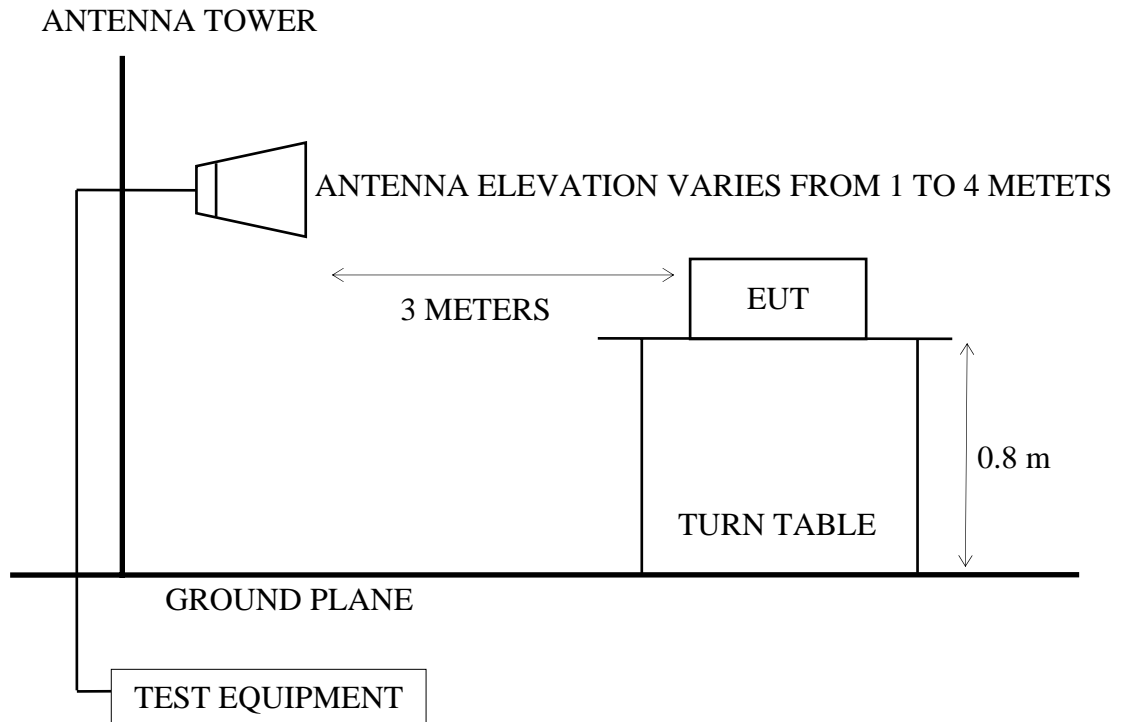 ANTENNA TOWER
ANTENNA ELEVATION VARIES FROM 1 TO 4 METETS
3 METERS
EUT
0.8 m
TURN TABLE
GROUND PLANE
TEST EQUIPMENT